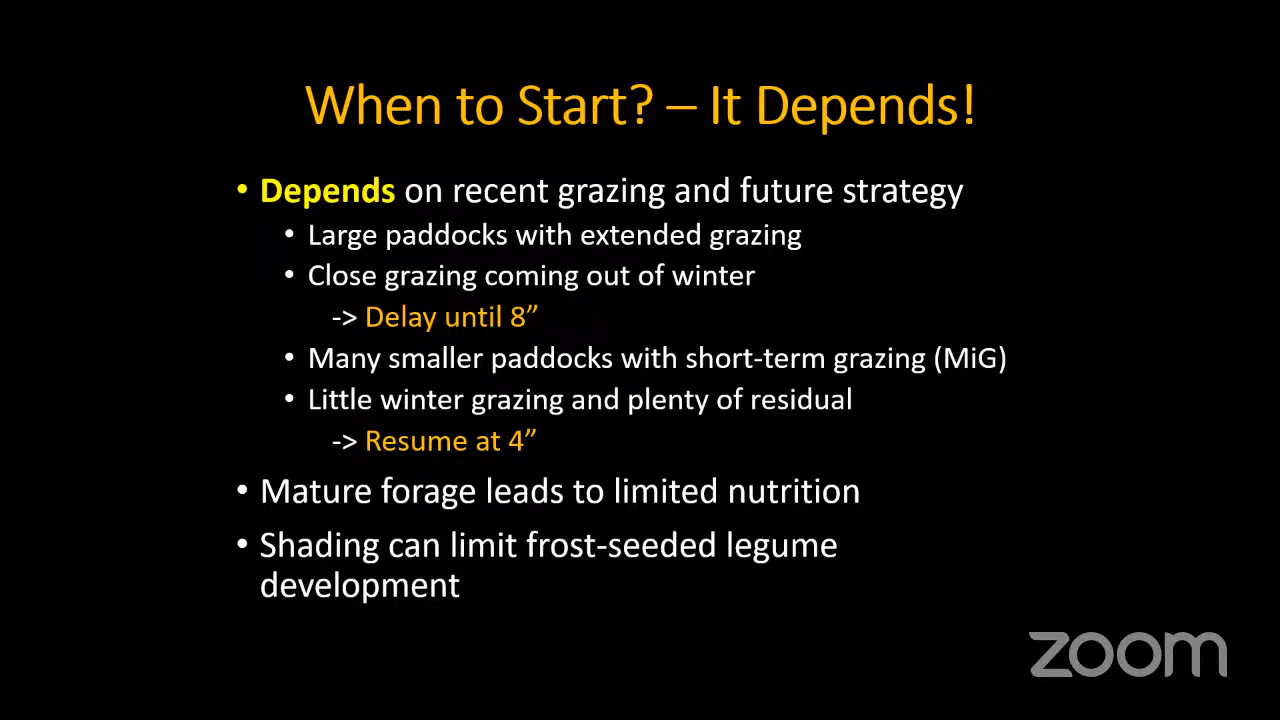 When to Start? – It Depends!
• Depends on recent grazing and future strategy
• Large paddocks with extended grazing
• Close grazing coming out of winter
-> Delay until 8”
• Many smaller paddocks with short-term grazing (MiG)
• Little winter grazing and plenty of residual
-> Resume at 4”
• Mature forage leads to limited nutrition
• Shading can limit frost-seeded legume
development
zoom